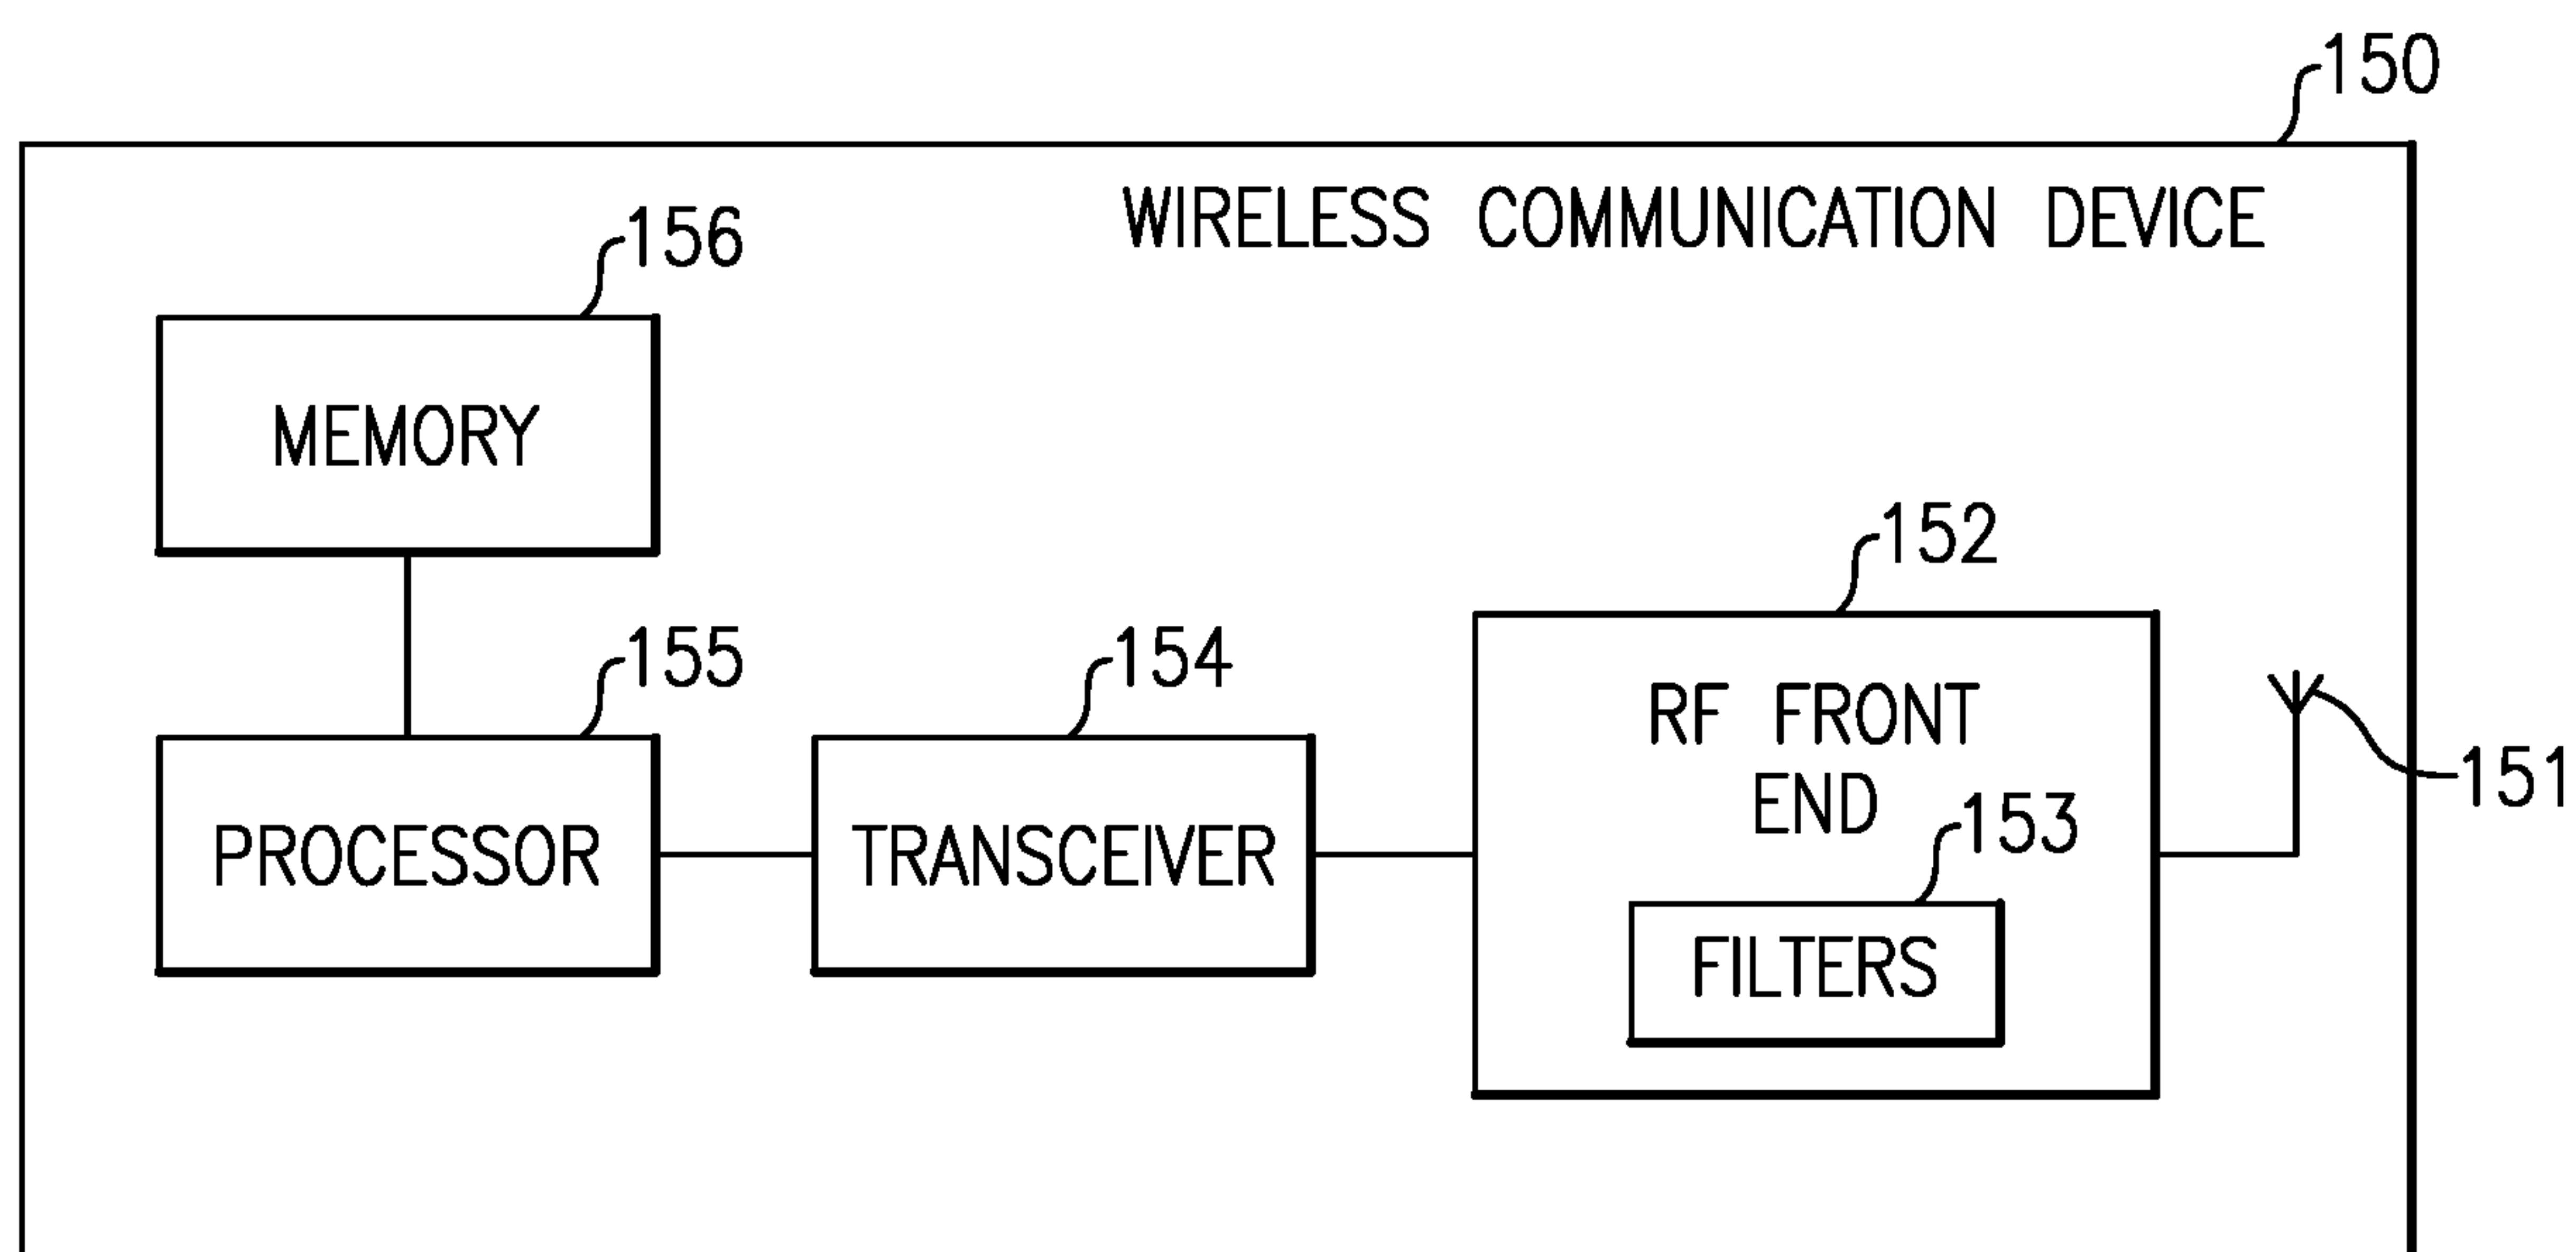 150
WIRELESS COMMUNICATION DEVICE
156
MEMORY
152
155
154
RF FRONT
END
151
153
PROCESSOR
TRANSCEIVER
FILTERS